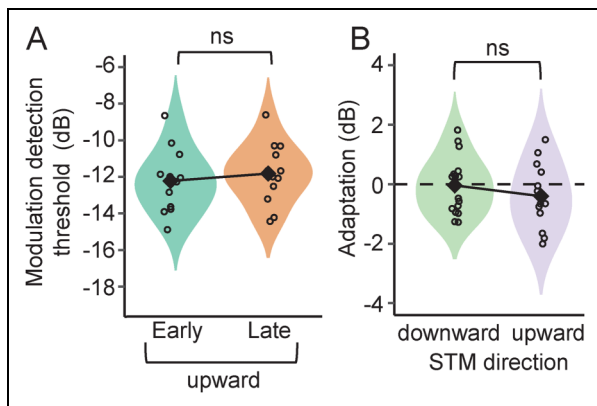 A
ns
Modulation detection
threshold (dB)
-6
-8
-10
-12
-14
-16
-18
Early
Late
upward
B
ns
Adaptation (dB)
4
2
0
-2
-4
downward
upward
STM direction